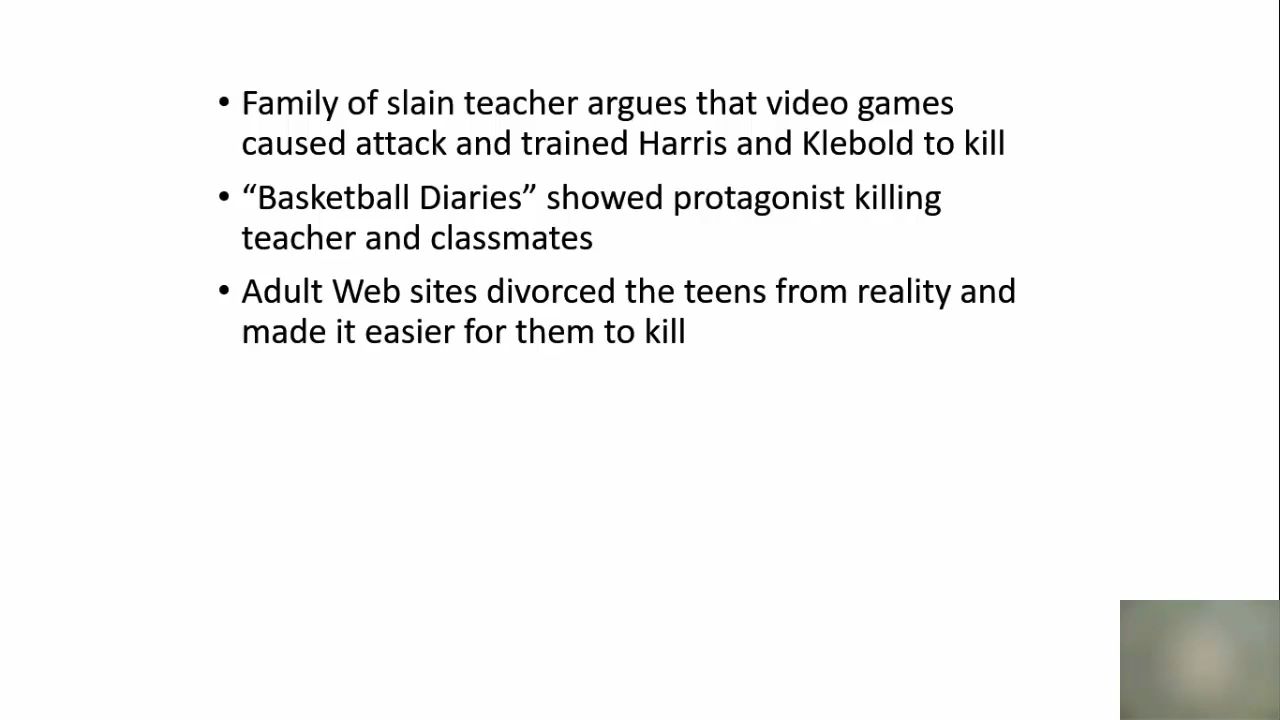 • Family of slain teacher argues that video games
caused attack and trained Harris and Klebold to kill
• “Basketball Diaries” showed protagonist killing
teacher and classmates
• Adult Web sites divorced the teens from reality and
made it easier for them to kill